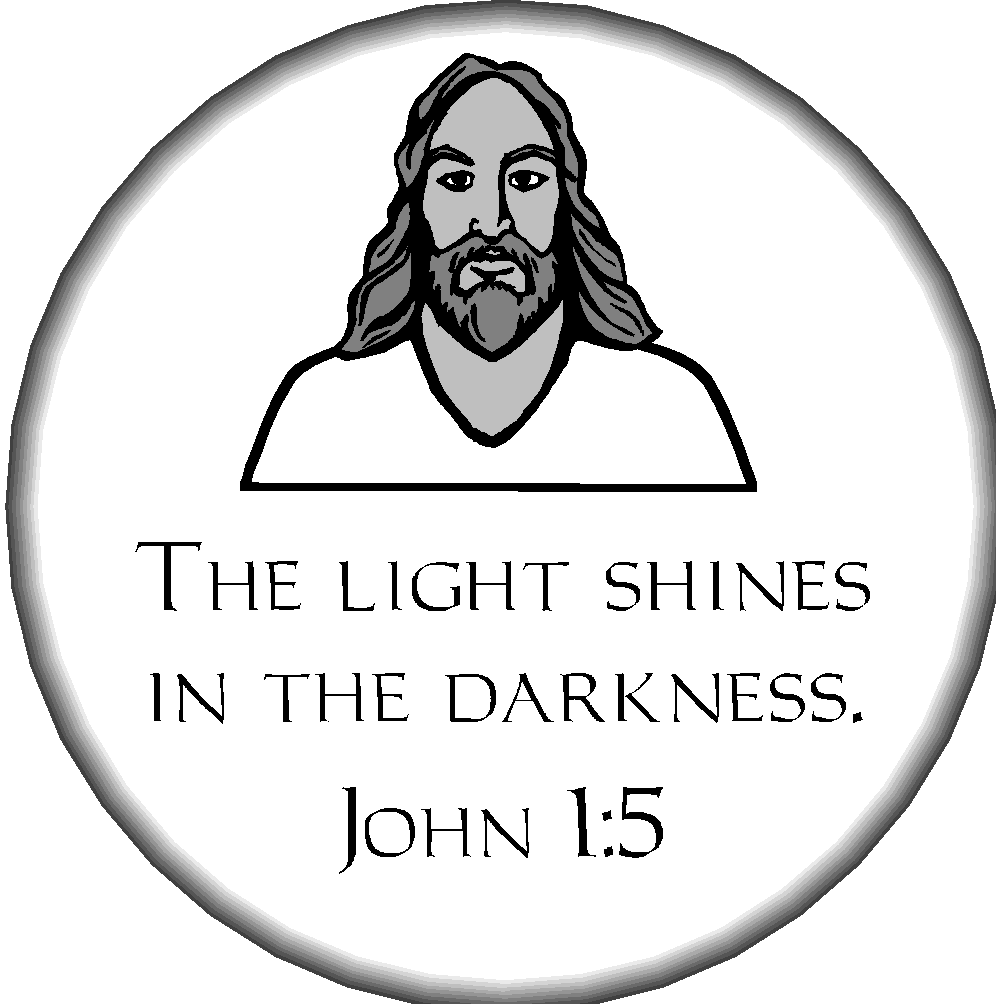 The light shines
in the darkness.
John 1:5